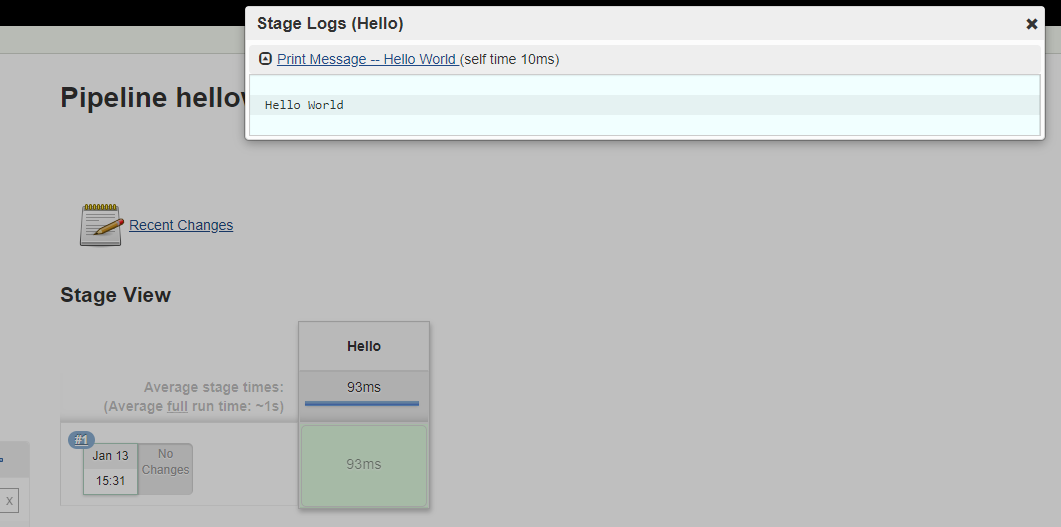 Stage Logs (Hello)
Print Message -- Hello World (self time 10ms)
Hello World
Pipeline
Recent Changes
Stage View
Hello
Average stage times:
(Average full run time: ~1s)
93ms
#1
Jan 13
15:31
No
Changes
93ms
X